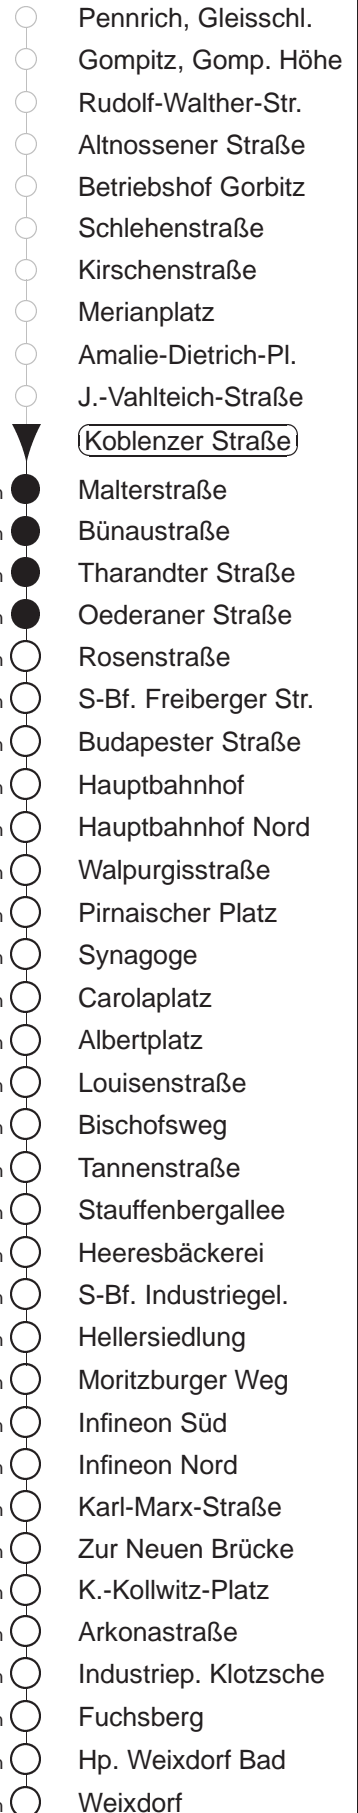 Pennrich, Gleisschl.
Gompitz, Gomp. Höhe
Rudolf-Walther-Str.
Altnossener Straße
Betriebshof Gorbitz
Schlehenstraße
Kirschenstraße
Merianplatz
Amalie-Dietrich-Pl.
J.-Vahlteich-Straße
Koblenzer Straße
Malterstraße
Bünaustraße
Tharandter Straße
Oederaner Straße
Rosenstraße
S-Bf. Freiberger Str.
Budapester Straße
Hauptbahnhof
Hauptbahnhof Nord
Walpurgisstraße
Pirnaischer Platz
Synagoge
Carolaplatz
Albertplatz
Louisenstraße
Bischofsweg
Tannenstraße
Stauffenbergallee
Heeresbäckerei
S-Bf. Industriegel.
Hellersiedlung
Moritzburger Weg
Infineon Süd
Infineon Nord
Karl-Marx-Straße
Zur Neuen Brücke
K.-Kollwitz-Platz
Arkonastraße
Industriep. Klotzsche
Fuchsberg
Hp. Weixdorf Bad
Weixdorf